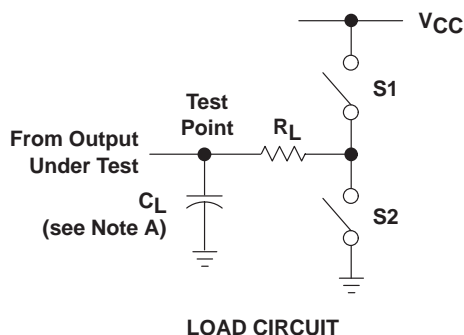 VCC
S1
Test
Point
RL
From Output
Under Test
CL
(see Note A)
S2
LOAD CIRCUIT